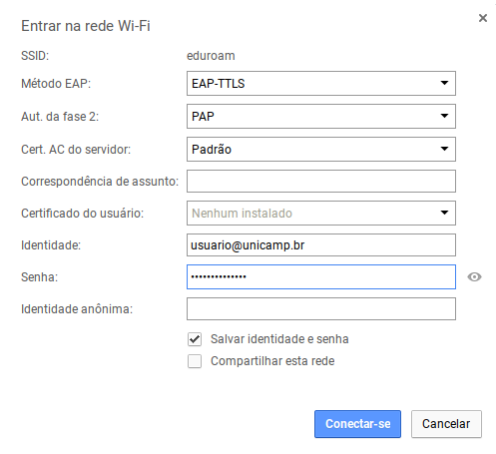 Entrar na rede Wi-Fi
SSID: eduroam
Método EAP: EAP-TTLS
Aut. da fase 2: PAP
Cert. AC do servidor: Padrão
Correspondência de assunto:
Certificado do usuário: Nenhum instalado
Identidade: usuario@unicamp.br
Senha: ••••••••••••••
Identidade anônima:
Salvar identidade e senha
Compartilhar esta rede
Conectar-se Cancelar